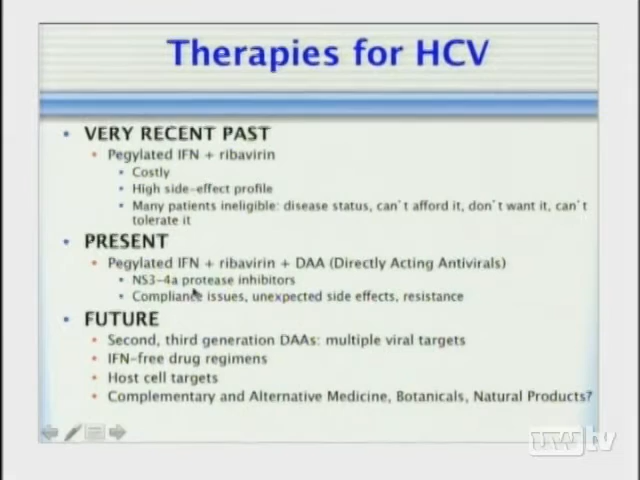 Therapies for HCV
• VERY RECENT PAST
• Pegylated IFN + ribavirin
• Costly
• High side-effect profile
• Many patients ineligible: disease status, can't afford it, don't want it, can't
tolerate it
• PRESENT
• Pegylated IFN + ribavirin + DAA (Directly Acting Antivirals)
• NS3-4a protease inhibitors
• Compliance issues, unexpected side effects, resistance
• FUTURE
• Second, third generation DAAs: multiple viral targets
• IFN-free drug regimens
• Host cell targets
• Complementary and Alternative Medicine, Botanicals, Natural Products?
uwtv